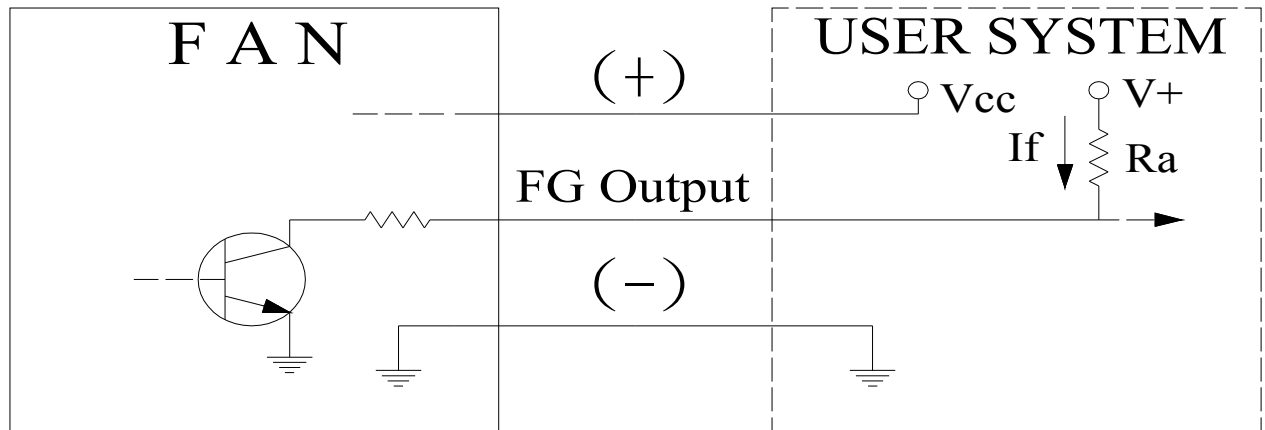 F A N
USER SYSTEM
(+)
Vcc
V+
If
Ra
FG Output
(-)